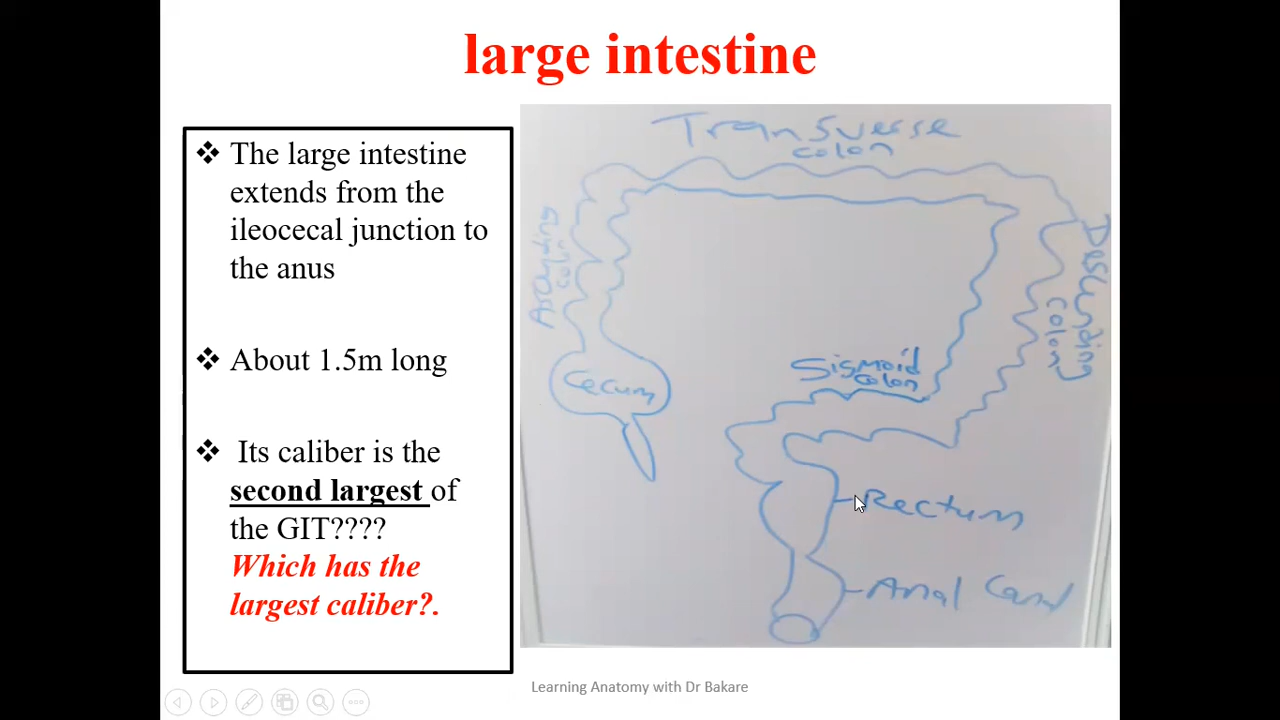 large intestine
❖ The large intestine
extends from the
ileocecal junction to
the anus
❖ About 1.5m long
❖ Its caliber is the
second largest of
the GIT????
Which has the
largest caliber?.
Transverse
colon
Ascending
colon
Descending
colon
Cecum
Sigmoid
colon
Rectum
Anal Canal
Learning Anatomy with Dr Bakare